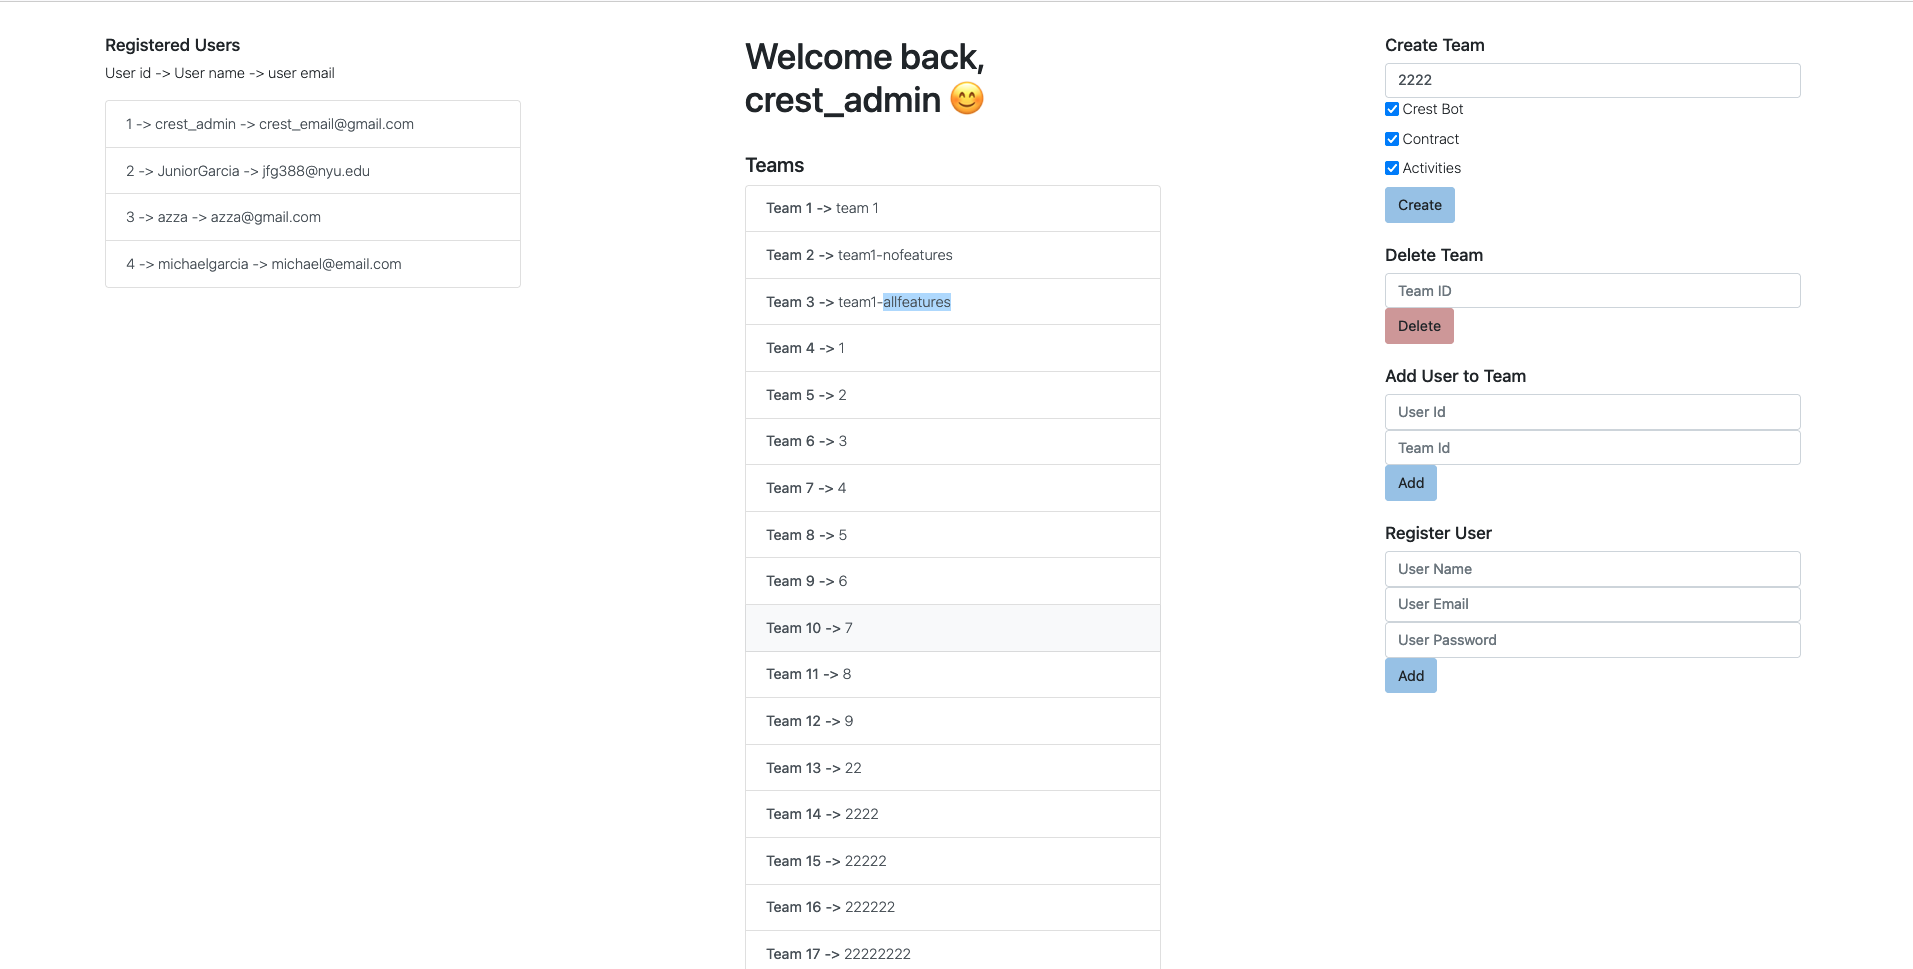 Registered Users
User id -> User name -> user email
1 -> crest_admin -> crest_email@gmail.com
2 -> JuniorGarcia -> jfg388@nyu.edu
3 -> azza -> azza@gmail.com
4 -> michaelgarcia -> michael@email.com
Welcome back,
crest_admin 😊
Teams
Team 1 -> team 1
Team 2 -> team1-nofeatures
Team 3 -> team1-allfeatures
Team 4 -> 1
Team 5 -> 2
Team 6 -> 3
Team 7 -> 4
Team 8 -> 5
Team 9 -> 6
Team 10 -> 7
Team 11 -> 8
Team 12 -> 9
Team 13 -> 22
Team 14 -> 2222
Team 15 -> 22222
Team 16 -> 222222
Team 17 -> 22222222
Create Team
2222
Crest Bot
Contract
Activities
Create
Delete Team
Team ID
Delete
Add User to Team
User Id
Team Id
Add
Register User
User Name
User Email
User Password
Add